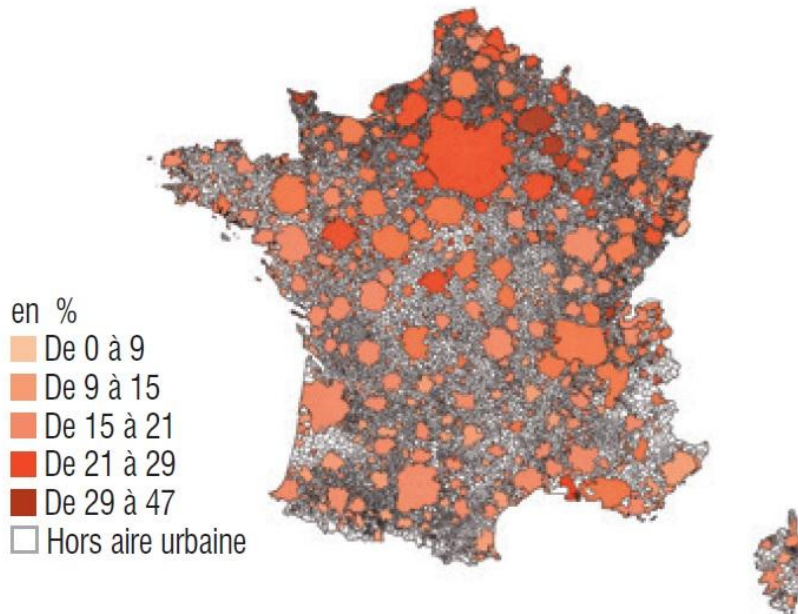 en %
De 0 à 9
De 9 à 15
De 15 à 21
De 21 à 29
De 29 à 47
Hors aire urbaine